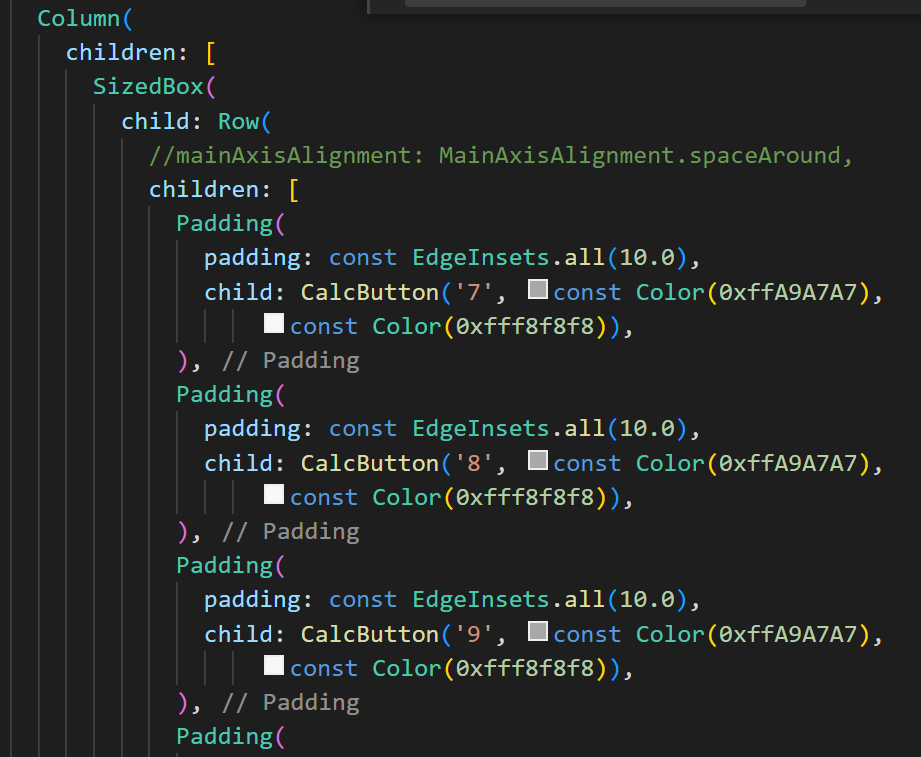 Column(
children: [
SizedBox(
child: Row(
//mainAxisAlignment: MainAxisAlignment.spaceAround,
children: [
Padding(
padding: const EdgeInsets.all(10.0),
child: CalcButton('7', const Color(0xffA9A7A7),
const Color(0xfff8f8f8)),
), // Padding
Padding(
padding: const EdgeInsets.all(10.0),
child: CalcButton('8', const Color(0xffA9A7A7),
const Color(0xfff8f8f8)),
), // Padding
Padding(
padding: const EdgeInsets.all(10.0),
child: CalcButton('9', const Color(0xffA9A7A7),
const Color(0xfff8f8f8)),
), // Padding
Padding(